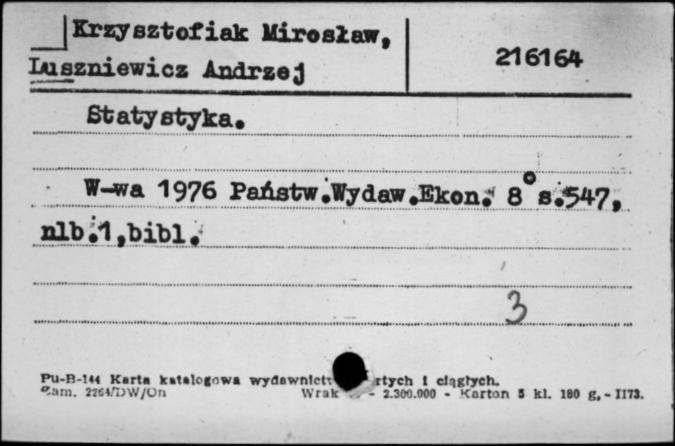 Krzysztofiak Mirosław,
Luszniewicz Andrzej
216164
Statystyka.
W-wa 1976 Państw.Wydaw.Ekon. 8° s.547,
nlb.1,bibl.
3
Pu-B-144 Karta katalogowa wydawnictw rtych i ciągłych.
Zam. 2264/DW/On Wrak - 2.300.000 - Karton 5 kl. 180 g, - II73.